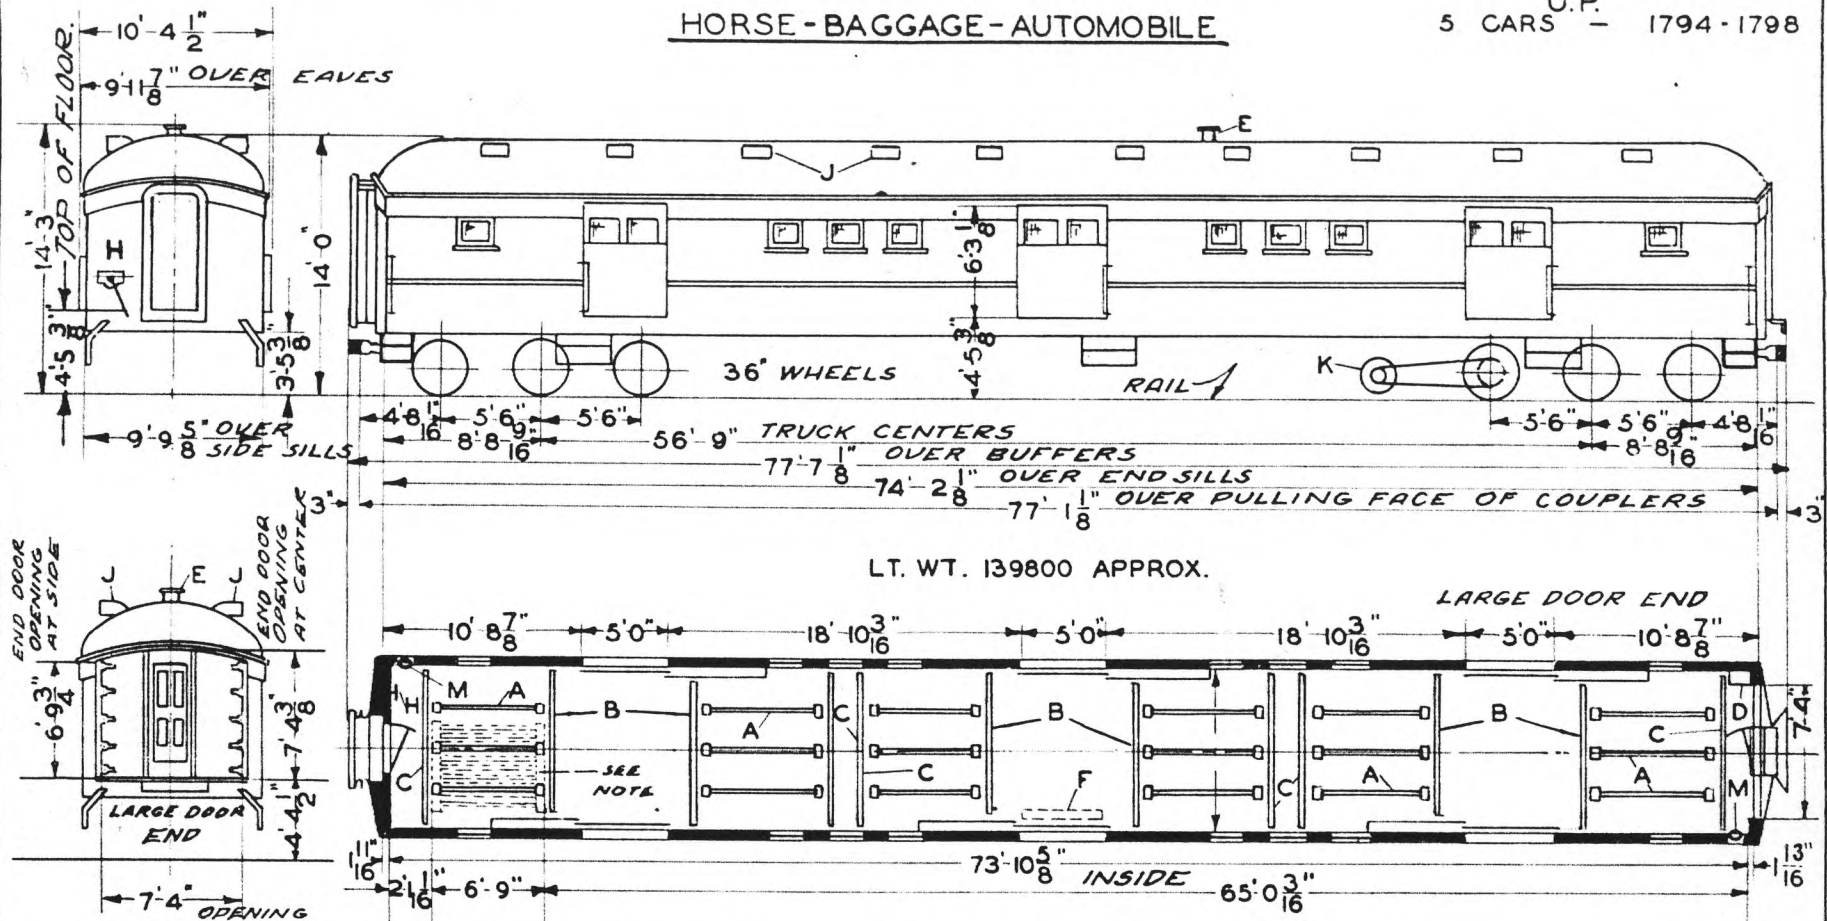 HORSE-BAGGAGE-AUTOMOBILE
U.P.
5 CARS - 1794-1798
10'-4 1/2"
9'-11 7/8" OVER EAVES
TOP OF FLOOR.
14'-3"
14'-0"
H
4'-5 3/8"
3'-5 3/8"
9'-9 5/8" OVER SIDE SILLS
E
J
6'-3 1/8"
4'-5 3/8"
36" WHEELS
RAIL
K
4'-8 1/16" 5'6" 5'6"
5'6" 5'6" 4'-8 1/16"
8'-8 9/16" 56'-9" TRUCK CENTERS 8'-8 9/16"
77'-7 1/8" OVER BUFFERS
74'-2 1/8" OVER END SILLS
3" 77'-1 1/8" OVER PULLING FACE OF COUPLERS 3"
LT. WT. 139800 APPROX.
LARGE DOOR END
END DOOR OPENING AT SIDE
END DOOR OPENING AT CENTER
J E J
6'-9 3/4"
7'-4 3/8"
4'-4 1/2"
LARGE DOOR
END
7'-4"
OPENING
10'8 7/8" 5'0" 18'10 3/16" 5'0" 18'10 3/16" 5'0" 10'8 7/8"
M A H B A C B C D
C C A C A M
SEE
NOTE
F
7'-4"
1 11/16" 73'-10 5/8" INSIDE 1 13/16"
2'1 1/16" 6'-9" 65'0 3/16"